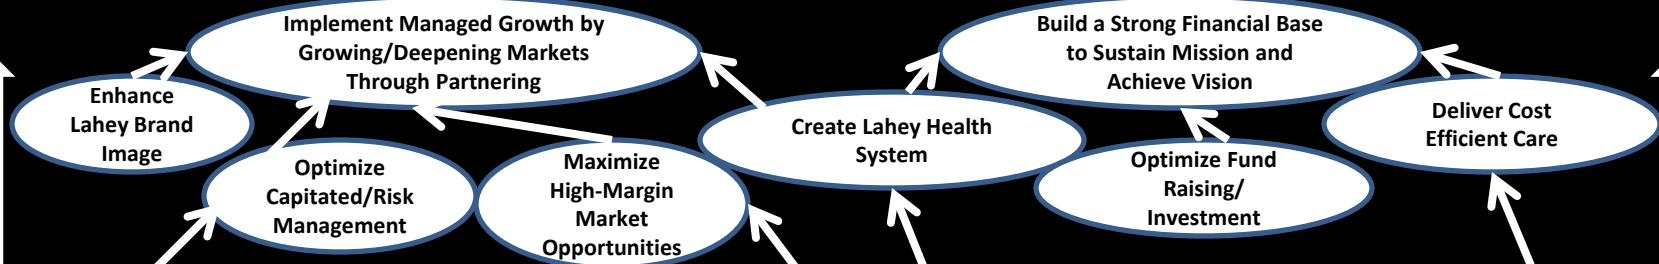 Implement Managed Growth by
Growing/Deepening Markets
Through Partnering
Build a Strong Financial Base
to Sustain Mission and
Achieve Vision
Enhance
Lahey Brand
Image
Optimize
Capitated/Risk
Management
Maximize
High-Margin
Market
Opportunities
Create Lahey Health
System
Optimize Fund
Raising/
Investment
Deliver Cost
Efficient Care